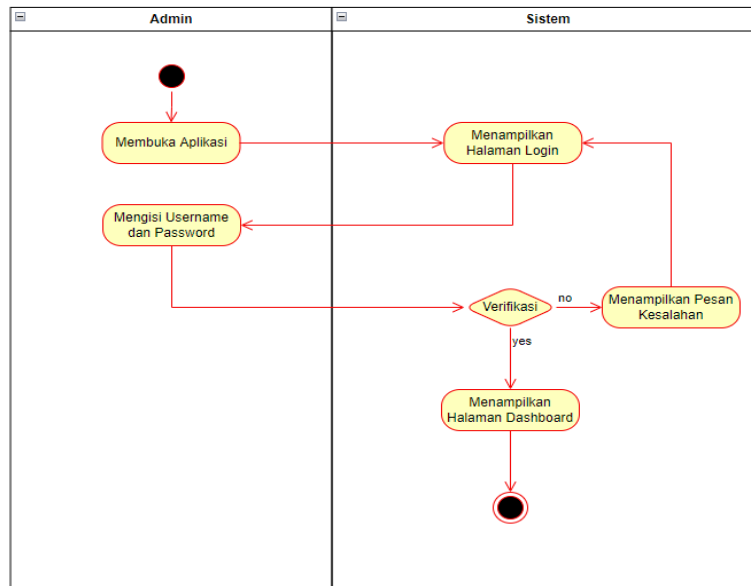 Admin
Sistem
Membuka Aplikasi
Menampilkan
Halaman Login
Mengisi Username
dan Password
Verifikasi
no
Menampilkan Pesan
Kesalahan
yes
Menampilkan
Halaman Dashboard